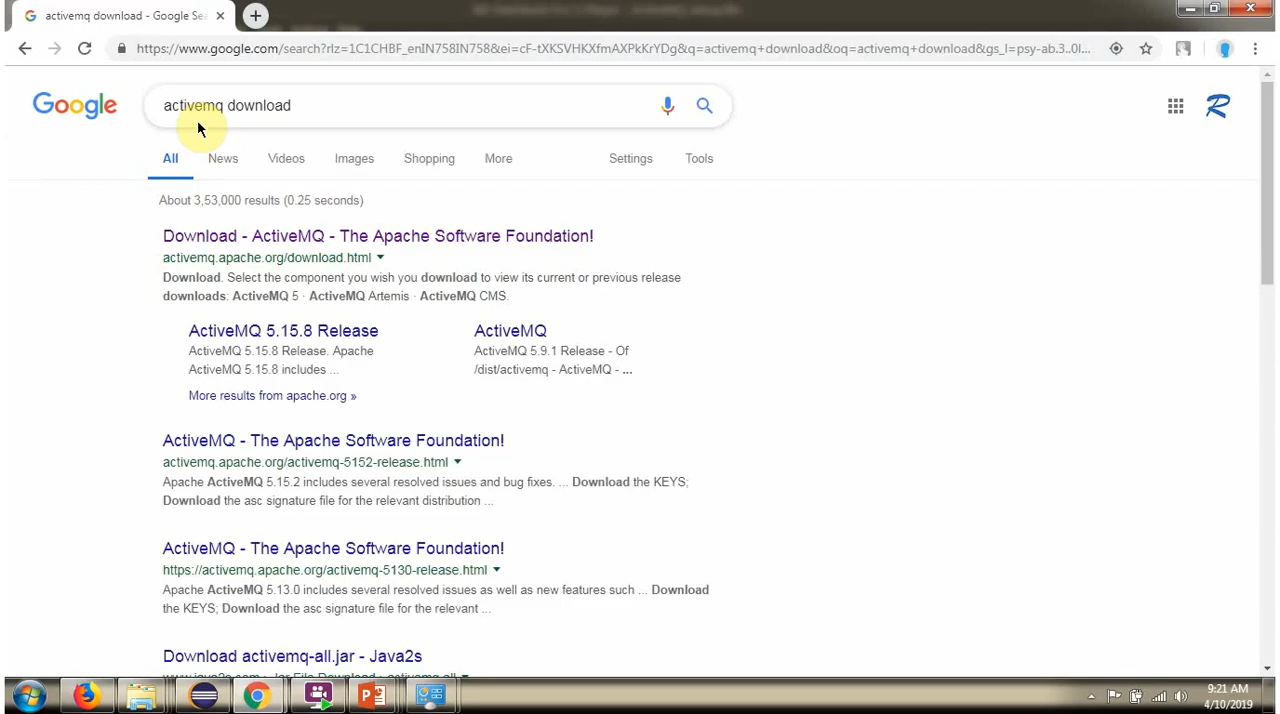 activemq download - Google Sea
https://www.google.com/search?rlz=1C1CHBF_enIN758IN758&ei=cF-tXKSVHKXfmAXPkKrYDg&q=activemq+download&oq=activemq+download&gs_l=psy-ab.3..0l...
Google
activemq download
All News Videos Images Shopping More Settings Tools
About 3,53,000 results (0.25 seconds)
Download - ActiveMQ - The Apache Software Foundation!
activemq.apache.org/download.html
Download. Select the component you wish you download to view its current or previous release
downloads: ActiveMQ 5 · ActiveMQ Artemis · ActiveMQ CMS.
ActiveMQ 5.15.8 Release
ActiveMQ 5.15.8 Release. Apache
ActiveMQ 5.15.8 includes ...
ActiveMQ
ActiveMQ 5.9.1 Release - Of
/dist/activemq - ActiveMQ - ...
More results from apache.org »
ActiveMQ - The Apache Software Foundation!
activemq.apache.org/activemq-5152-release.html
Apache ActiveMQ 5.15.2 includes several resolved issues and bug fixes. ... Download the KEYS;
Download the asc signature file for the relevant distribution ...
ActiveMQ - The Apache Software Foundation!
https://activemq.apache.org/activemq-5130-release.html
Apache ActiveMQ 5.13.0 includes several resolved issues as well as new features such ... Download
the KEYS; Download the asc signature file for the relevant ...
Download activemq-all.jar - Java2s
9:21 AM
4/10/2019